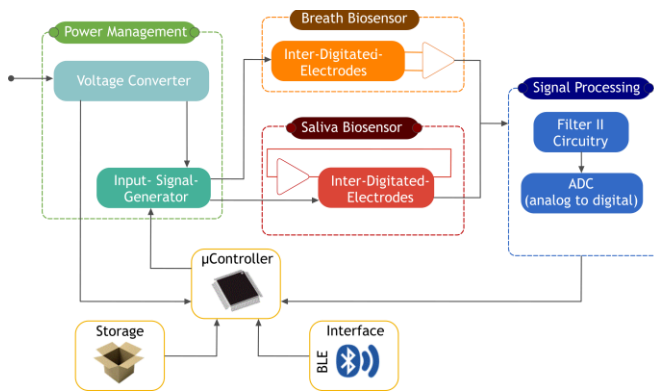 Power Management
Voltage Converter
Input- Signal-
Generator
Breath Biosensor
Inter-Digitated-
Electrodes
Saliva Biosensor
Inter-Digitated-
Electrodes
Signal Processing
Filter II
Circuitry
ADC
(analog to digital)
µController
Storage
Interface
BLE